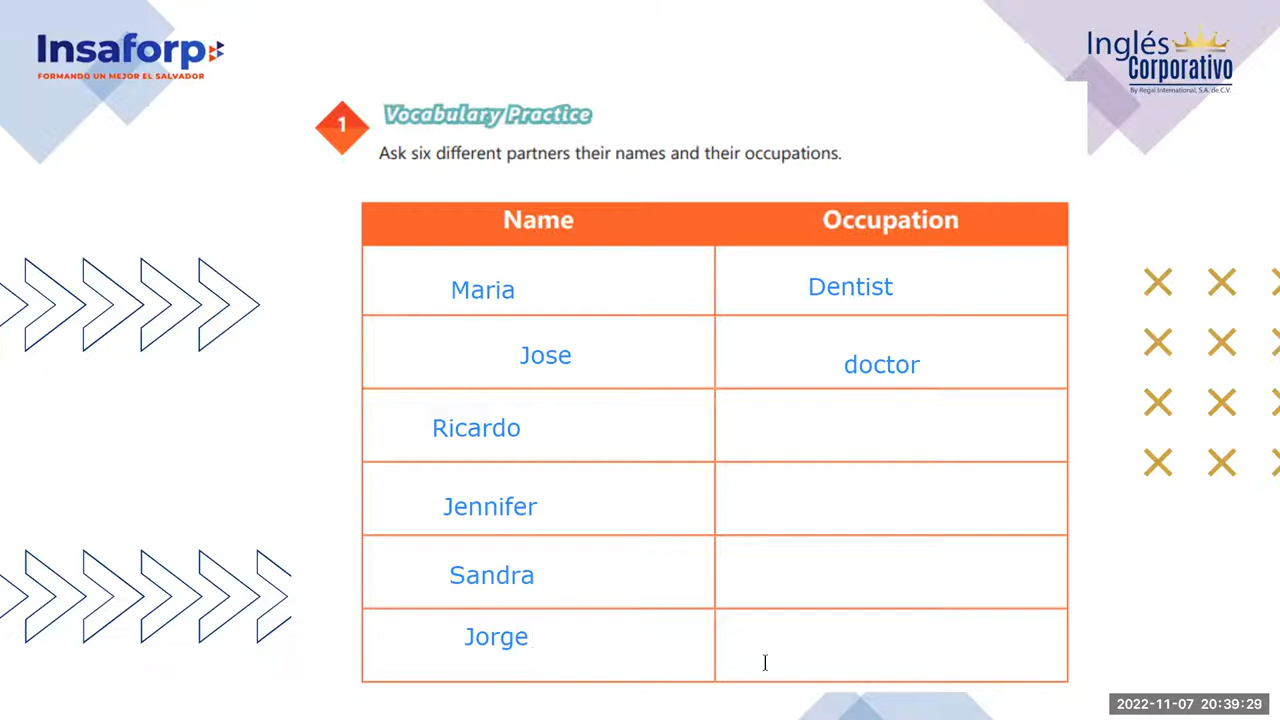 Insaforp
FORMANDO UN MEJOR EL SALVADOR
Inglés
Corporativo
By Regal International, S.A. de C.V.
1
Vocabulary Practice
Ask six different partners their names and their occupations.
Name Occupation
Maria Dentist
Jose doctor
Ricardo
Jennifer
Sandra
Jorge
2022-11-07 20:39:29